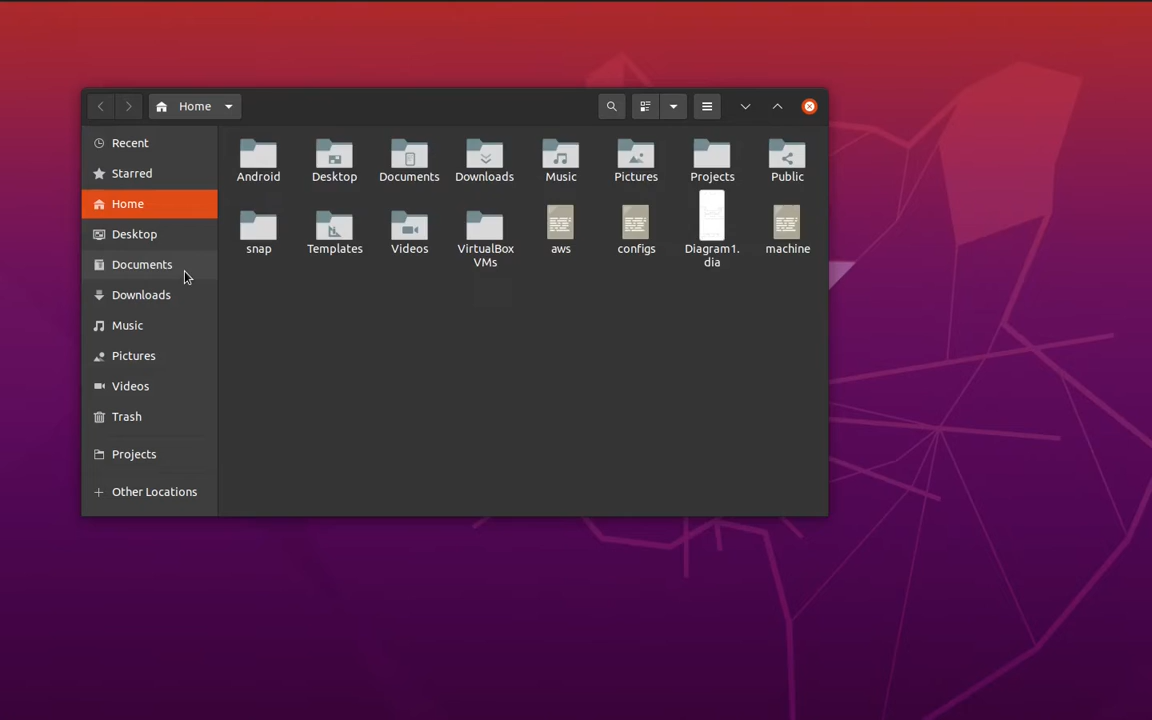 Home
Recent
Starred
Home
Desktop
Documents
Downloads
Music
Pictures
Videos
Trash
Projects
Other Locations
Android Desktop Documents Downloads Music Pictures Projects Public
snap Templates Videos VirtualBox aws configs Diagram1. machine
VMs dia